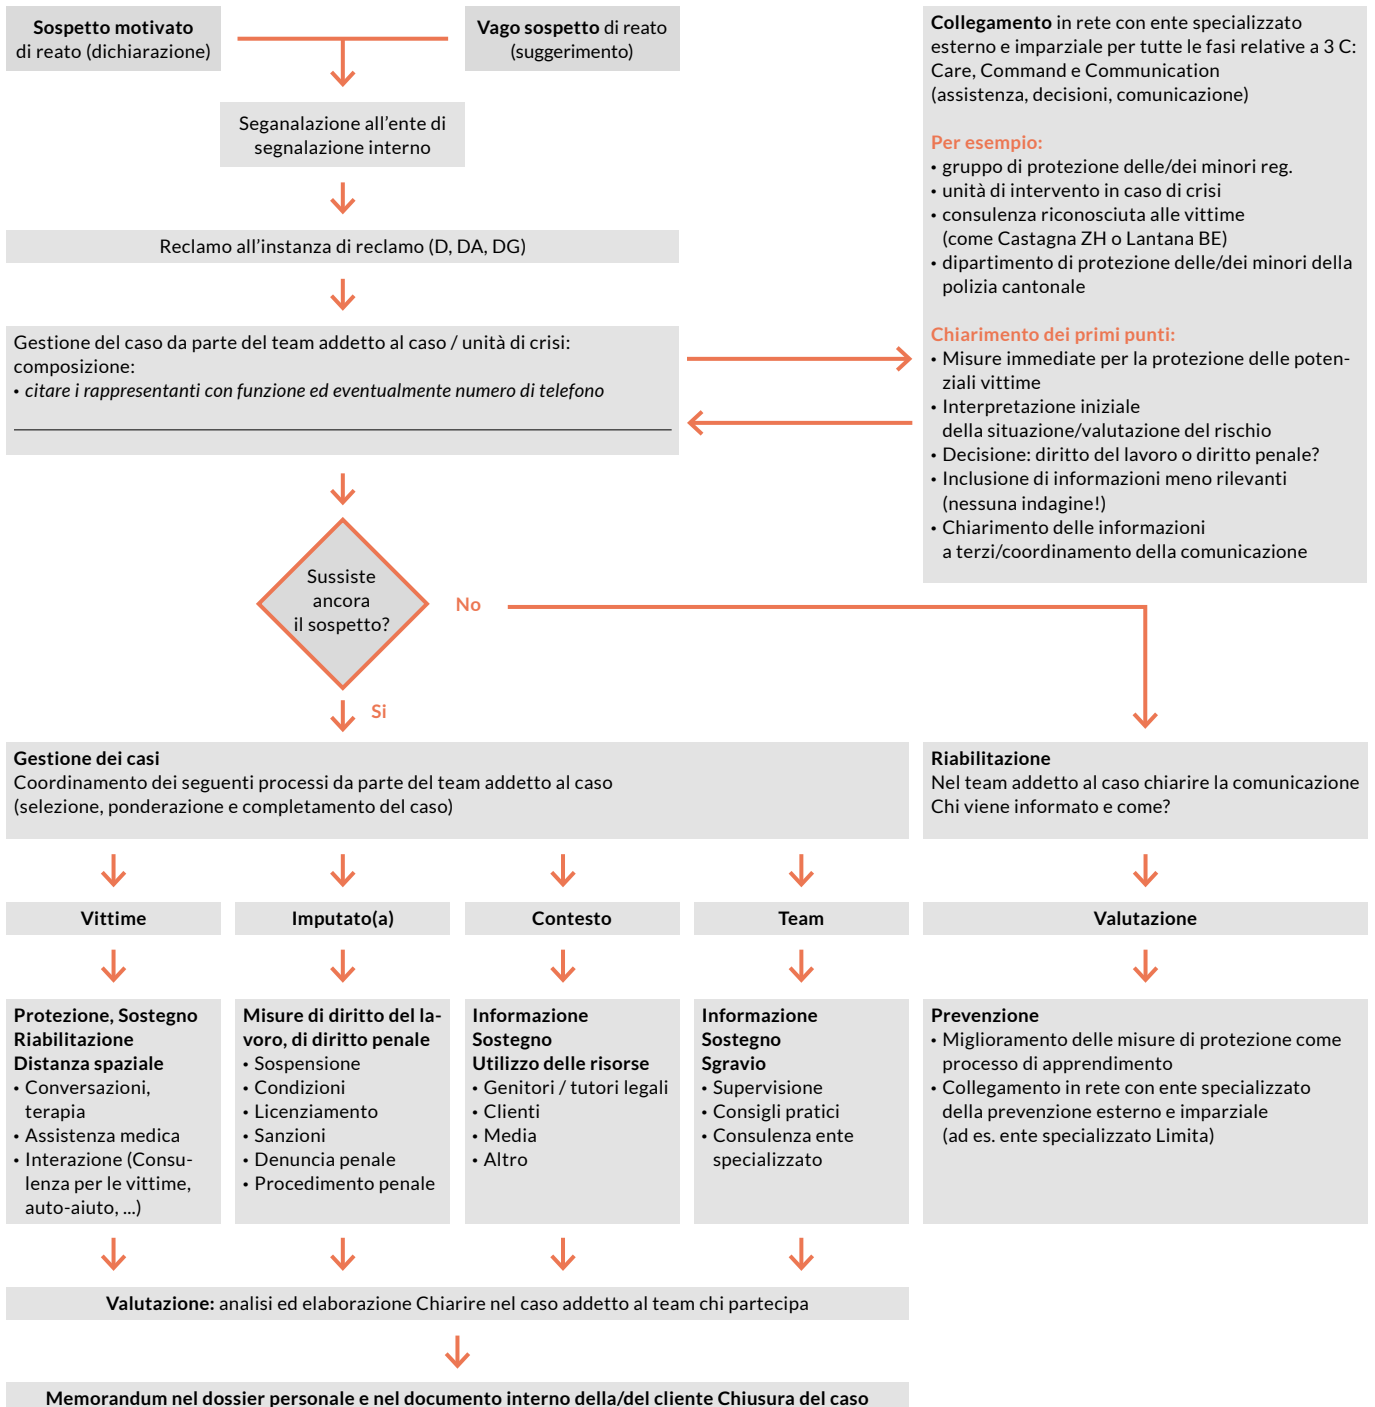 Sospetto motivato
di reato (dichiarazione)
Vago sospetto di reato
(suggerimento)
Seganalazione all’ente di
segnalazione interno
Reclamo all’instanza di reclamo (D, DA, DG)
Gestione del caso da parte del team addetto al caso / unità di crisi:
composizione:
• citare i rappresentanti con funzione ed eventualmente numero di telefono
Collegamento in rete con ente specializzato
esterno e imparziale per tutte le fasi relative a 3 C:
Care, Command e Communication
(assistenza, decisioni, comunicazione)
Per esempio:
• gruppo di protezione delle/dei minori reg.
• unità di intervento in caso di crisi
• consulenza riconosciuta alle vittime
(come Castagna ZH o Lantana BE)
• dipartimento di protezione delle/dei minori della
polizia cantonale
Chiarimento dei primi punti:
• Misure immediate per la protezione delle poten-
ziali vittime
• Interpretazione iniziale
della situazione/valutazione del rischio
• Decisione: diritto del lavoro o diritto penale?
• Inclusione di informazioni meno rilevanti
(nessuna indagine!)
• Chiarimento delle informazioni
a terzi/coordinamento della comunicazione
Sussiste
ancora
il sospetto?
No
Si
Gestione dei casi
Coordinamento dei seguenti processi da parte del team addetto al caso
(selezione, ponderazione e completamento del caso)
Riabilitazione
Nel team addetto al caso chiarire la comunicazione
Chi viene informato e come?
Vittime
Imputato(a)
Contesto
Team
Valutazione
Protezione, Sostegno
Riabilitazione
Distanza spaziale
• Conversazioni,
terapia
• Assistenza medica
• Interazione (Consu-
lenza per le vittime,
auto-aiuto, ...)
Misure di diritto del la-
voro, di diritto penale
• Sospensione
• Condizioni
• Licenziamento
• Sanzioni
• Denuncia penale
• Procedimento penale
Informazione
Sostegno
Utilizzo delle risorse
• Genitori / tutori legali
• Clienti
• Media
• Altro
Informazione
Sostegno
Sgravio
• Supervisione
• Consigli pratici
• Consulenza ente
specializzato
Prevenzione
• Miglioramento delle misure di protezione come
processo di apprendimento
• Collegamento in rete con ente specializzato
della prevenzione esterno e imparziale
(ad es. ente specializzato Limita)
Valutazione: analisi ed elaborazione Chiarire nel caso addetto al team chi partecipa
Memorandum nel dossier personale e nel documento interno della/del cliente Chiusura del caso